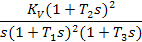 K_V(1 + T_2s)^2
s(1 + T_1s)^2(1 + T_3s)